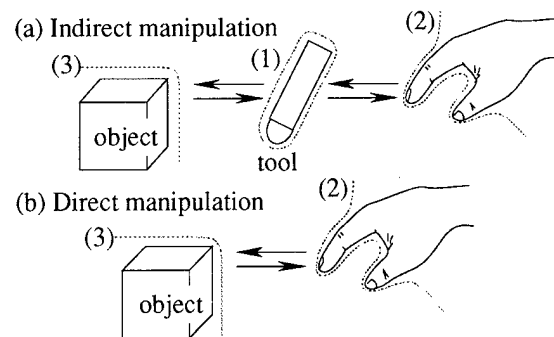 (a) Indirect manipulation
(3)
(1)
(2)
object
tool
(b) Direct manipulation
(3)
(2)
object